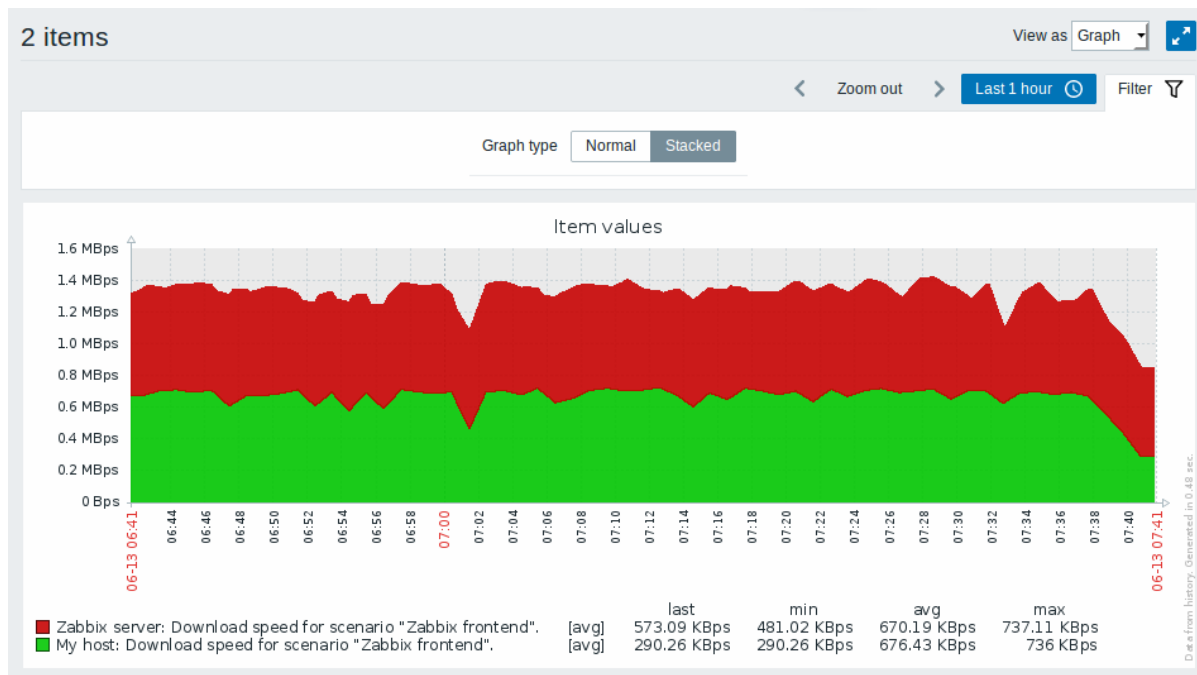 2 items
View as Graph
Zoom out
Last 1 hour
Filter
Graph type Normal Stacked
Item values
1.6 MBps
1.4 MBps
1.2 MBps
1.0 MBps
0.8 MBps
0.6 MBps
0.4 MBps
0.2 MBps
0 Bps
06-13 06:41
06:44
06:46
06:48
06:50
06:52
06:54
06:56
06:58
07:00
07:02
07:04
07:06
07:08
07:10
07:12
07:14
07:16
07:18
07:20
07:22
07:24
07:26
07:28
07:30
07:32
07:34
07:36
07:38
07:40
06-13 07:41
last min avg max
Zabbix server: Download speed for scenario "Zabbix frontend". [avg] 573.09 KBps 481.02 KBps 670.19 KBps 737.11 KBps
My host: Download speed for scenario "Zabbix frontend". [avg] 290.26 KBps 290.26 KBps 676.43 KBps 736 KBps
Data from history. Generated in 0.48 sec.